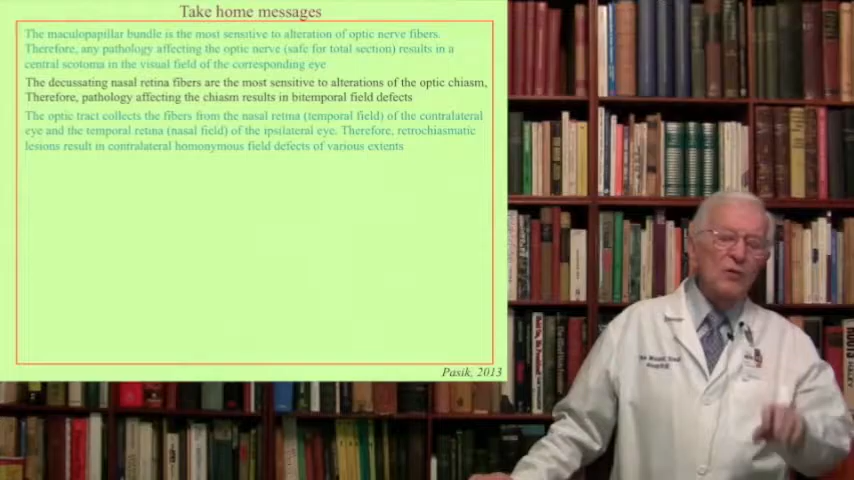 Take home messages
The maculopapillar bundle is the most sensitive to alteration of optic nerve fibers.
Therefore, any pathology affecting the optic nerve (safe for total section) results in a
central scotoma in the visual field of the corresponding eye
The decussating nasal retina fibers are the most sensitive to alterations of the optic chiasm,
Therefore, pathology affecting the chiasm results in bitemporal field defects
The optic tract collects the fibers from the nasal retina (temporal field) of the contralateral
eye and the temporal retina (nasal field) of the ipsilateral eye. Therefore, retrochiasmatic
lesions result in contralateral homonymous field defects of various extents
Pasik, 2013